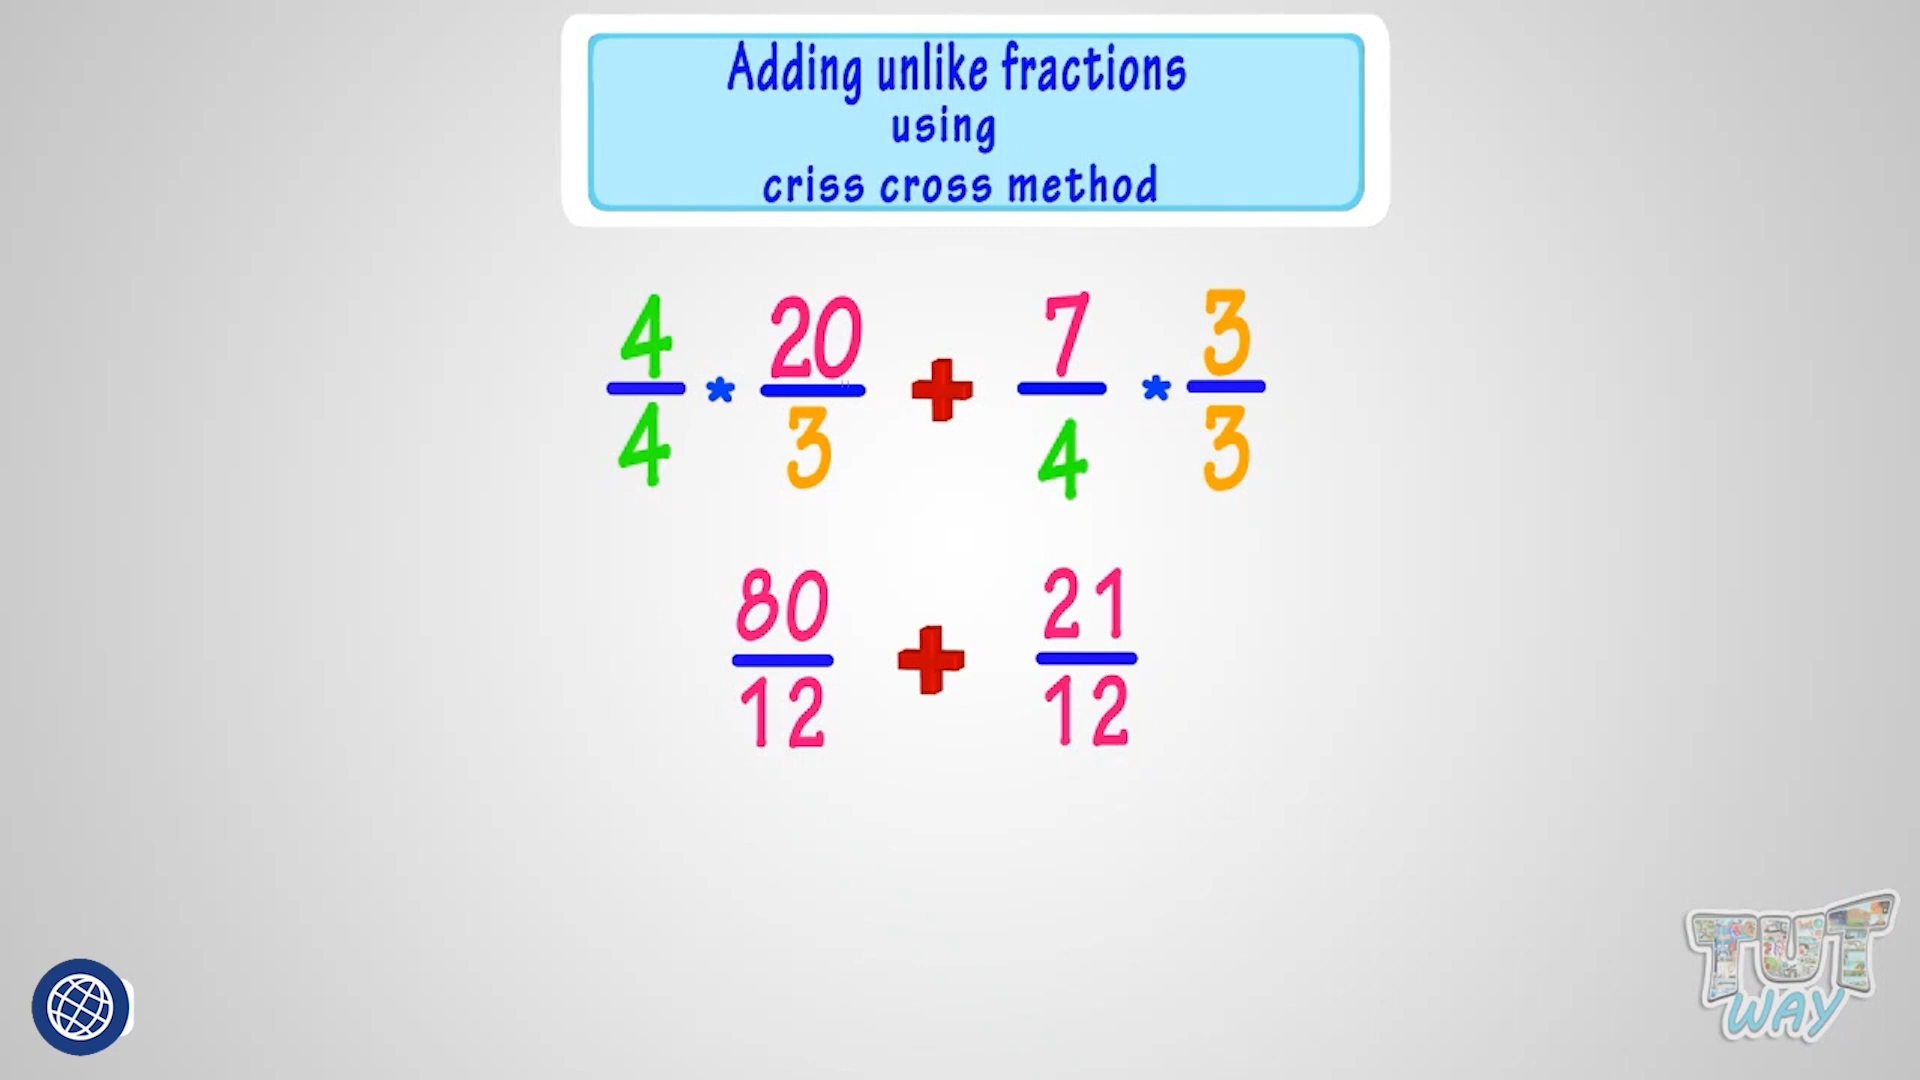 Adding unlike fractions
using
criss cross method
4/4 * 20/3 + 7/4 * 3/3
80/12 + 21/12
TUT
WAY